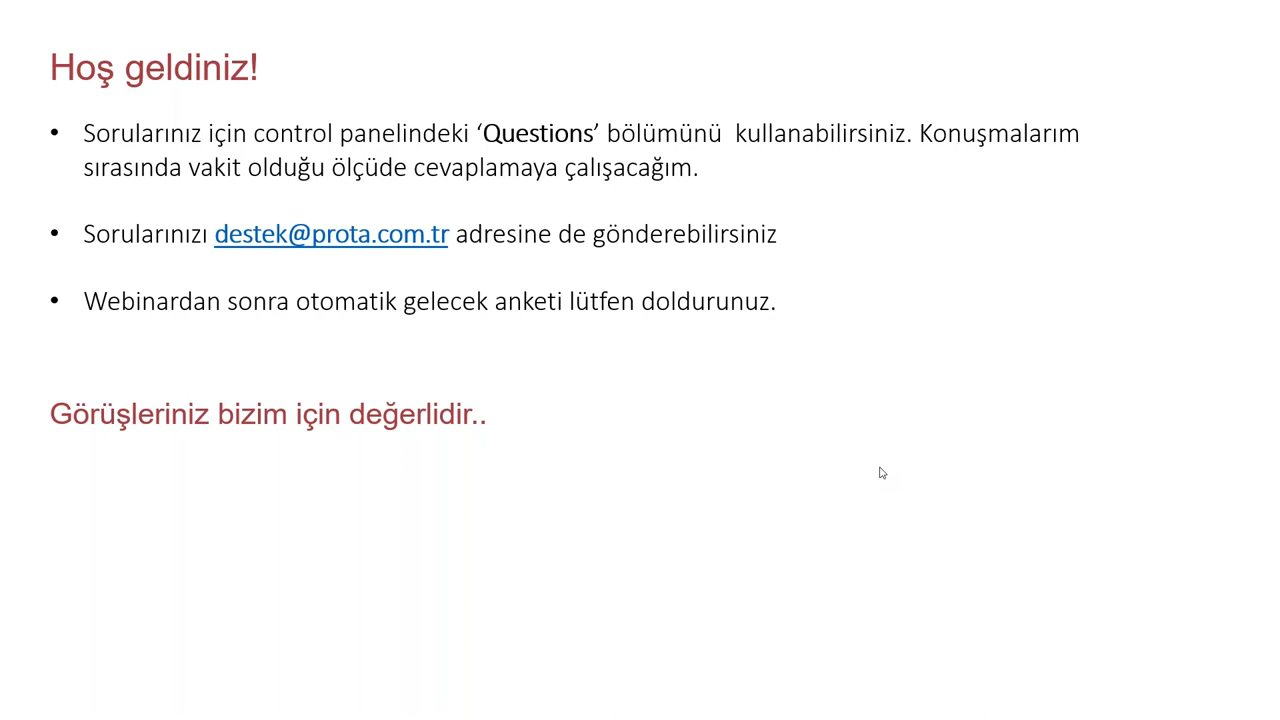 Hoş geldiniz!
• Sorularınız için control panelindeki ‘Questions’ bölümünü  kullanabilirsiniz. Konuşmalarım
sırasında vakit olduğu ölçüde cevaplamaya çalışacağım.
• Sorularınızı destek@prota.com.tr adresine de gönderebilirsiniz
• Webinardan sonra otomatik gelecek anketi lütfen doldurunuz.
Görüşleriniz bizim için değerlidir..